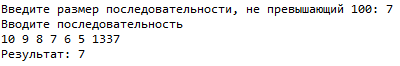 Введите размер последовательности, не превышающий 100: 7
Вводите последовательность
10 9 8 7 6 5 1337
Результат: 7